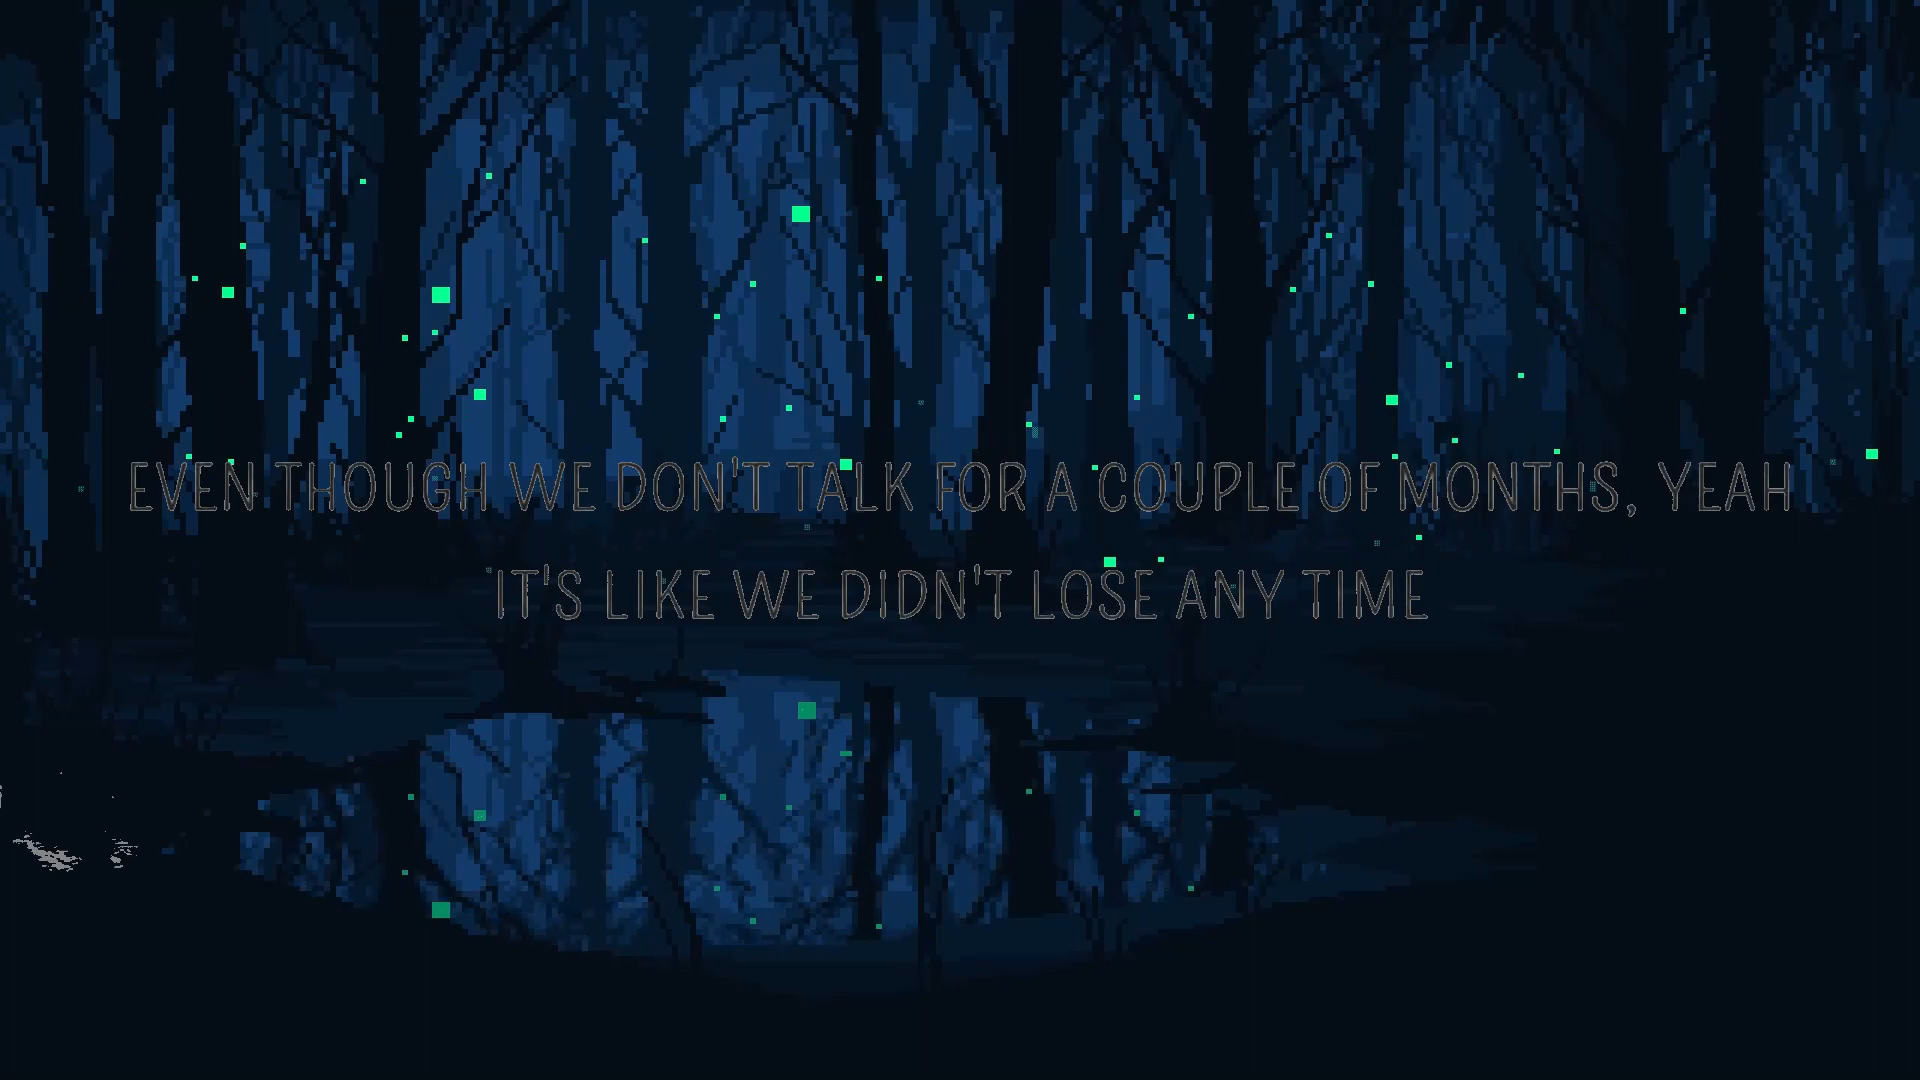 EVEN THOUGH WE DON'T TALK FOR A COUPLE OF MONTHS, YEAH
IT'S LIKE WE DIDN'T LOSE ANY TIME